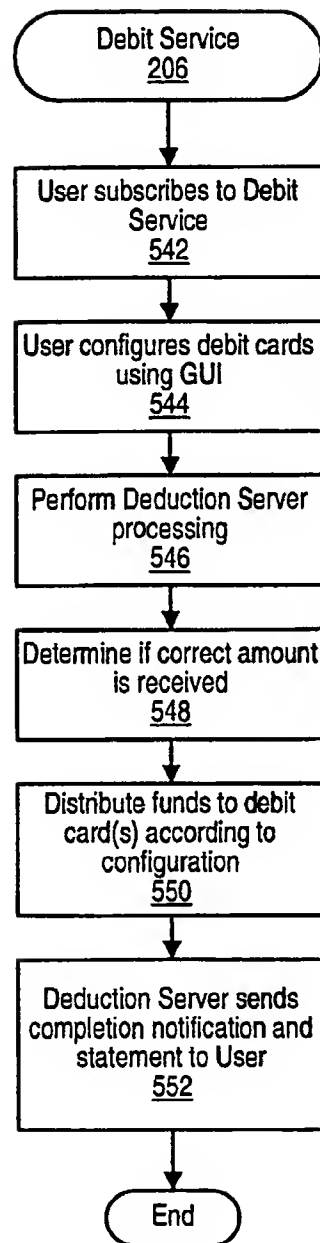 Debit Service
206
User subscribes to Debit
Service
542
User configures debit cards
using GUI
544
Perform Deduction Server
processing
546
Determine if correct amount
is received
548
Distribute funds to debit
card(s) according to
configuration
550
Deduction Server sends
completion notification and
statement to User
552
End